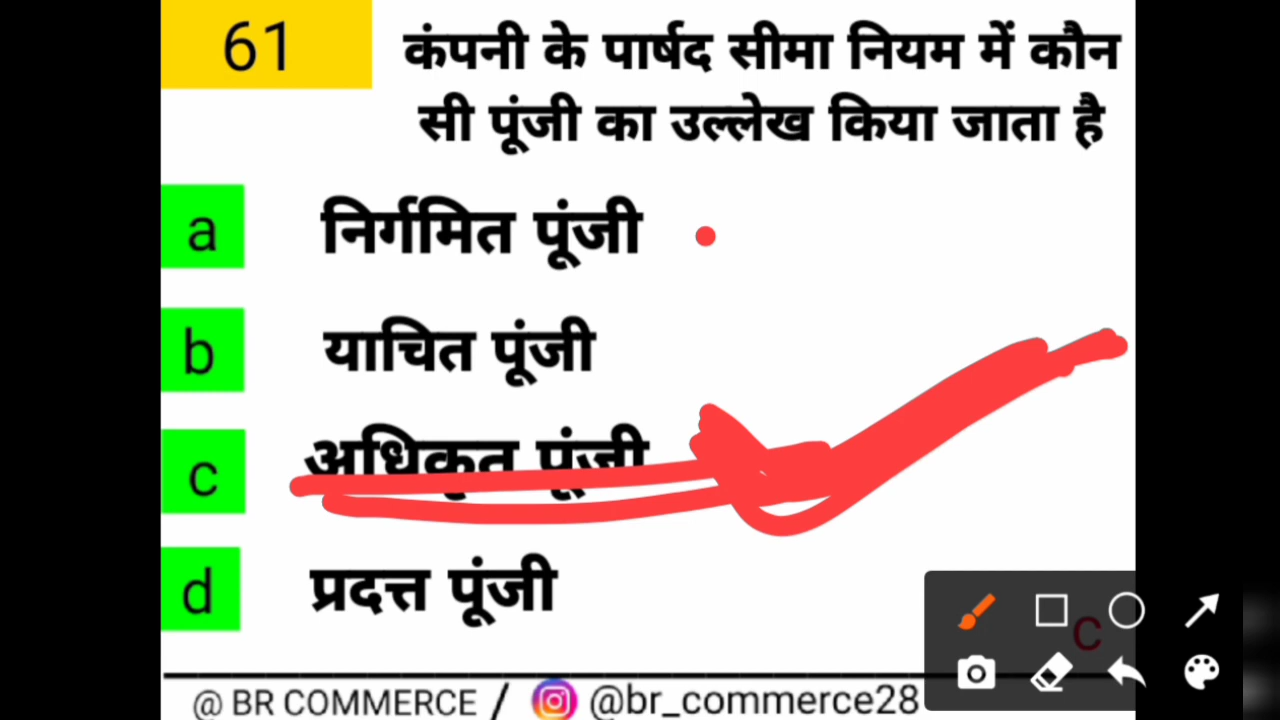 61
कंपनी के पार्षद सीमा नियम में कौन
सी पूंजी का उल्लेख किया जाता है
a निर्गमित पूंजी
b याचित पूंजी
c अधिकृत पूंजी
d प्रदत्त पूंजी
C
@ BR COMMERCE / @br_commerce28